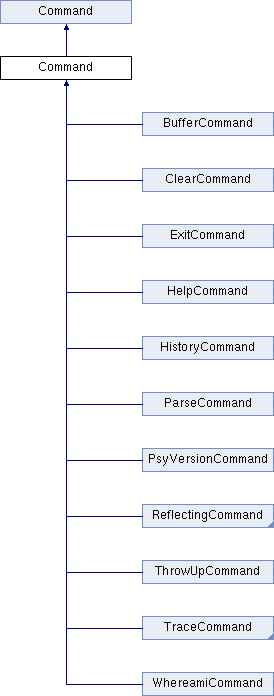 Command
Command
BufferCommand
ClearCommand
ExitCommand
HelpCommand
HistoryCommand
ParseCommand
PsyVersionCommand
ReflectingCommand
ThrowUpCommand
TraceCommand
WhereamiCommand